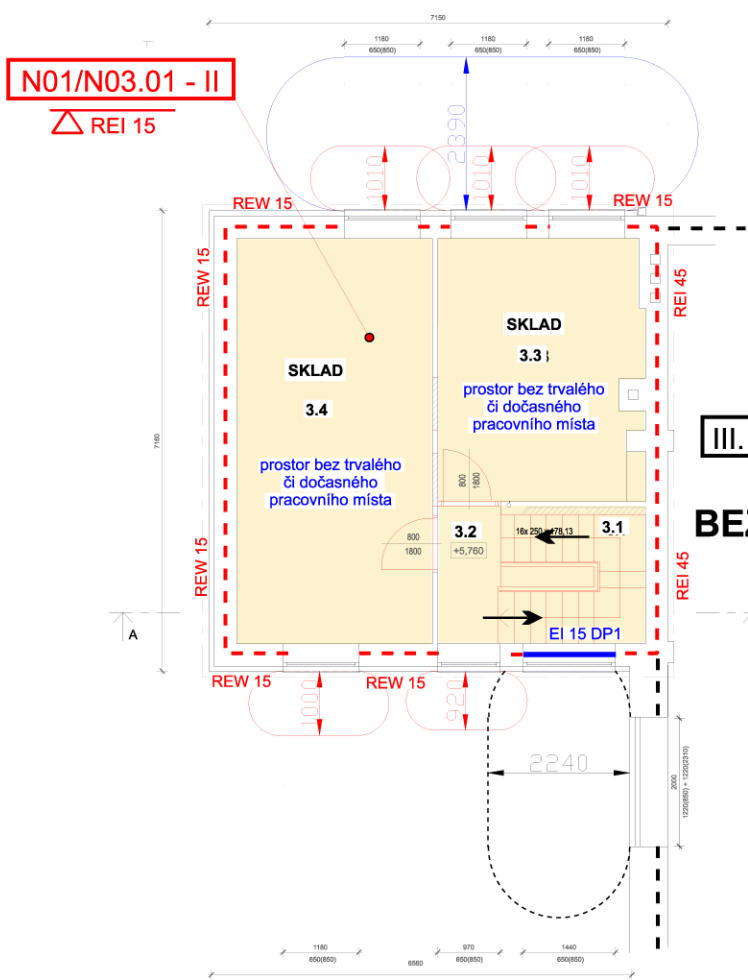 7150
1180
650(850)
1180
650(850)
1180
650(850)
N01/N03.01 - II
REI 15
2390
1010
1010
1010
REW 15
REW 15
REW 15
REI 45
SKLAD
3.3
SKLAD
3.4
prostor bez trvalého
či dočasného
pracovního místa
prostor bez trvalého
či dočasného
pracovního místa
7160
III.
BEZ
800
1800
800
1800
3.2
+5,760
3.1
REW 15
REI 45
EI 15 DP1
A
REW 15
REW 15
1000
920
2240
2000
1220(850) + 1220(2310)
1180
650(850)
970
650(850)
1440
650(850)
6560